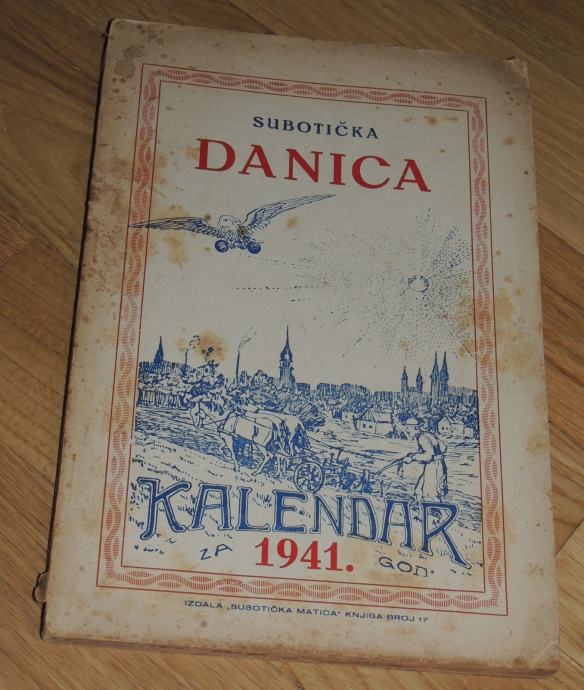 SUBOTIČKA
DANICA
KALENDAR
ZA 1941. GOD.
IZDALA „SUBOTIČKA MATICA“ KNJIGA BROJ 17